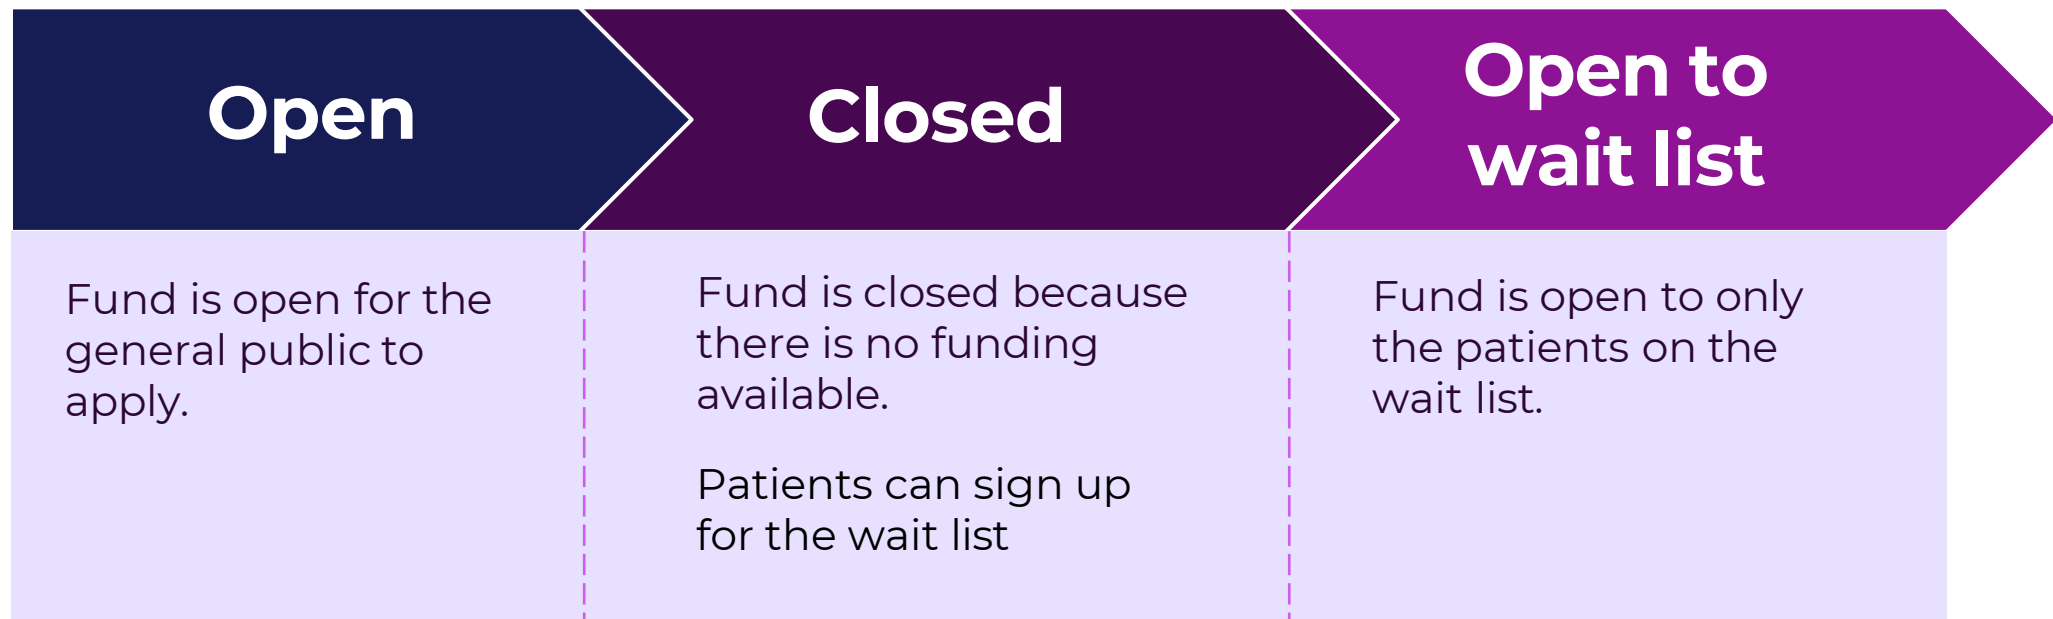 Open
Fund is open for the
general public to
apply.
Closed
Fund is closed because
there is no funding
available.
Patients can sign up
for the wait list
Open to
wait list
Fund is open to only
the patients on the
wait list.